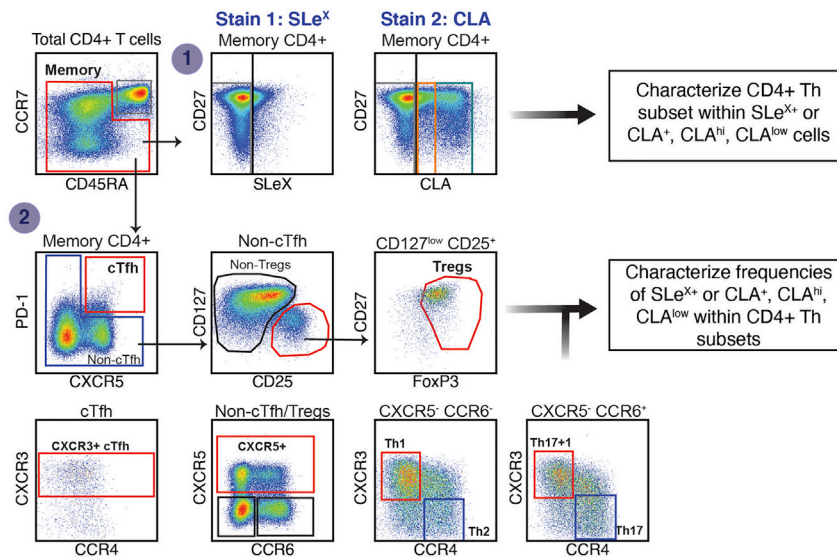 Stain 1: SLeˣ
Stain 2: CLA
Total CD4+ T cells
1
Memory CD4+
Memory CD4+
Memory
CCR7
CD45RA
CD27
SLeX
CD27
CLA
Characterize CD4+ Th
subset within SLeˣ⁺ or
CLA⁺, CLAʰⁱ, CLAˡᵒʷ cells
2
Memory CD4+
Non-cTfh
CD127ˡᵒʷ CD25⁺
cTfh
Non-cTfh
PD-1
CXCR5
Non-Tregs
CD127
CD25
Tregs
CD27
FoxP3
Characterize frequencies
of SLeˣ⁺ or CLA⁺, CLAʰⁱ,
CLAˡᵒʷ within CD4+ Th
subsets
cTfh
Non-cTfh/Tregs
CXCR5⁻ CCR6⁻
CXCR5⁻ CCR6⁺
CXCR3+ cTfh
CXCR3
CCR4
CXCR5+
CXCR5
CCR6
Th1
Th2
CXCR3
CCR4
Th17+1
Th17
CXCR3
CCR4